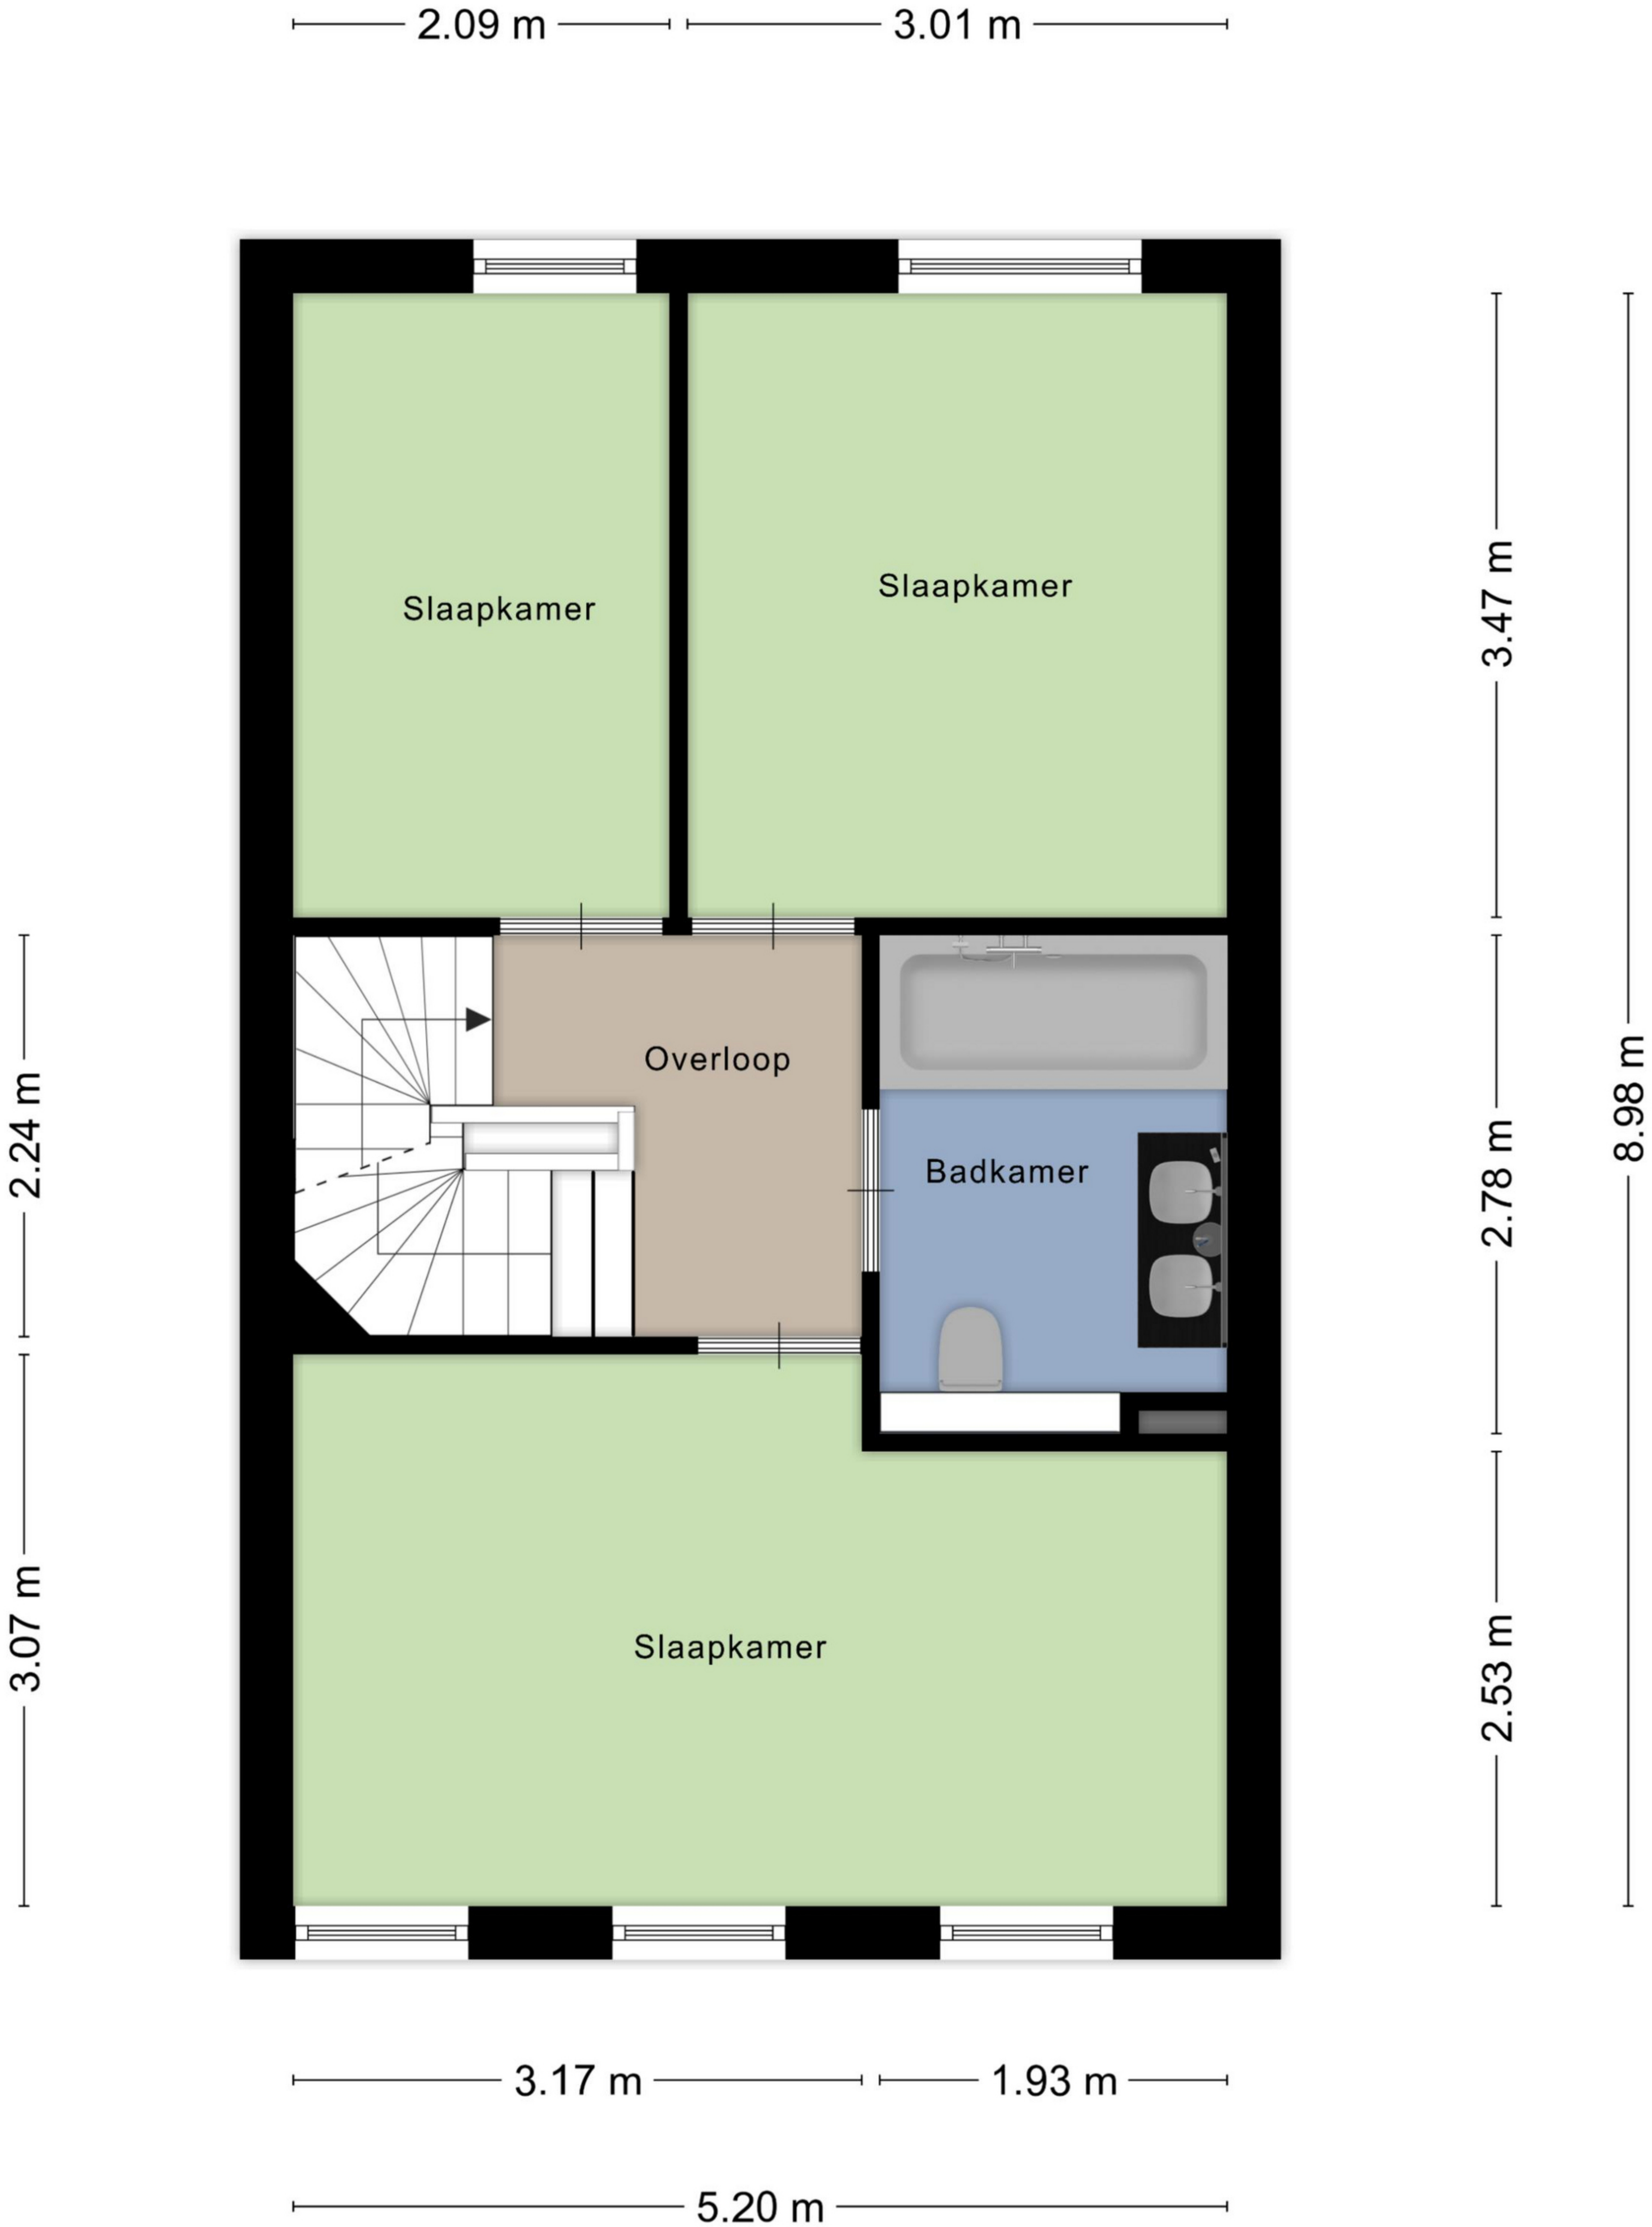 2.09 m
3.01 m
Slaapkamer
Slaapkamer
3.47 m
8.98 m
Overloop
2.24 m
Badkamer
2.78 m
Slaapkamer
3.07 m
2.53 m
3.17 m
1.93 m
5.20 m